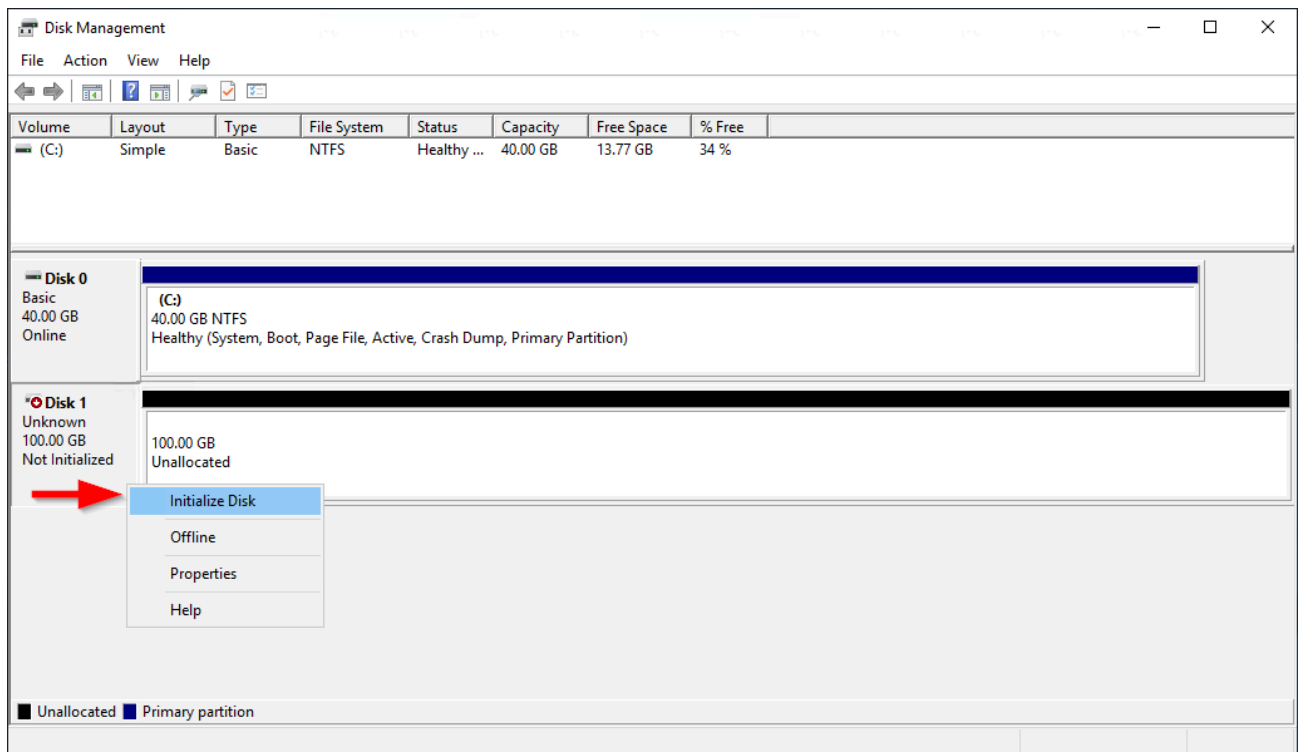 Disk Management
File Action View Help
Volume Layout Type File System Status Capacity Free Space % Free
(C:) Simple Basic NTFS Healthy ... 40.00 GB 13.77 GB 34 %
Disk 0
Basic
40.00 GB
Online
(C:)
40.00 GB NTFS
Healthy (System, Boot, Page File, Active, Crash Dump, Primary Partition)
Disk 1
Unknown
100.00 GB
Not Initialized
100.00 GB
Unallocated
Initialize Disk
Offline
Properties
Help
Unallocated Primary partition